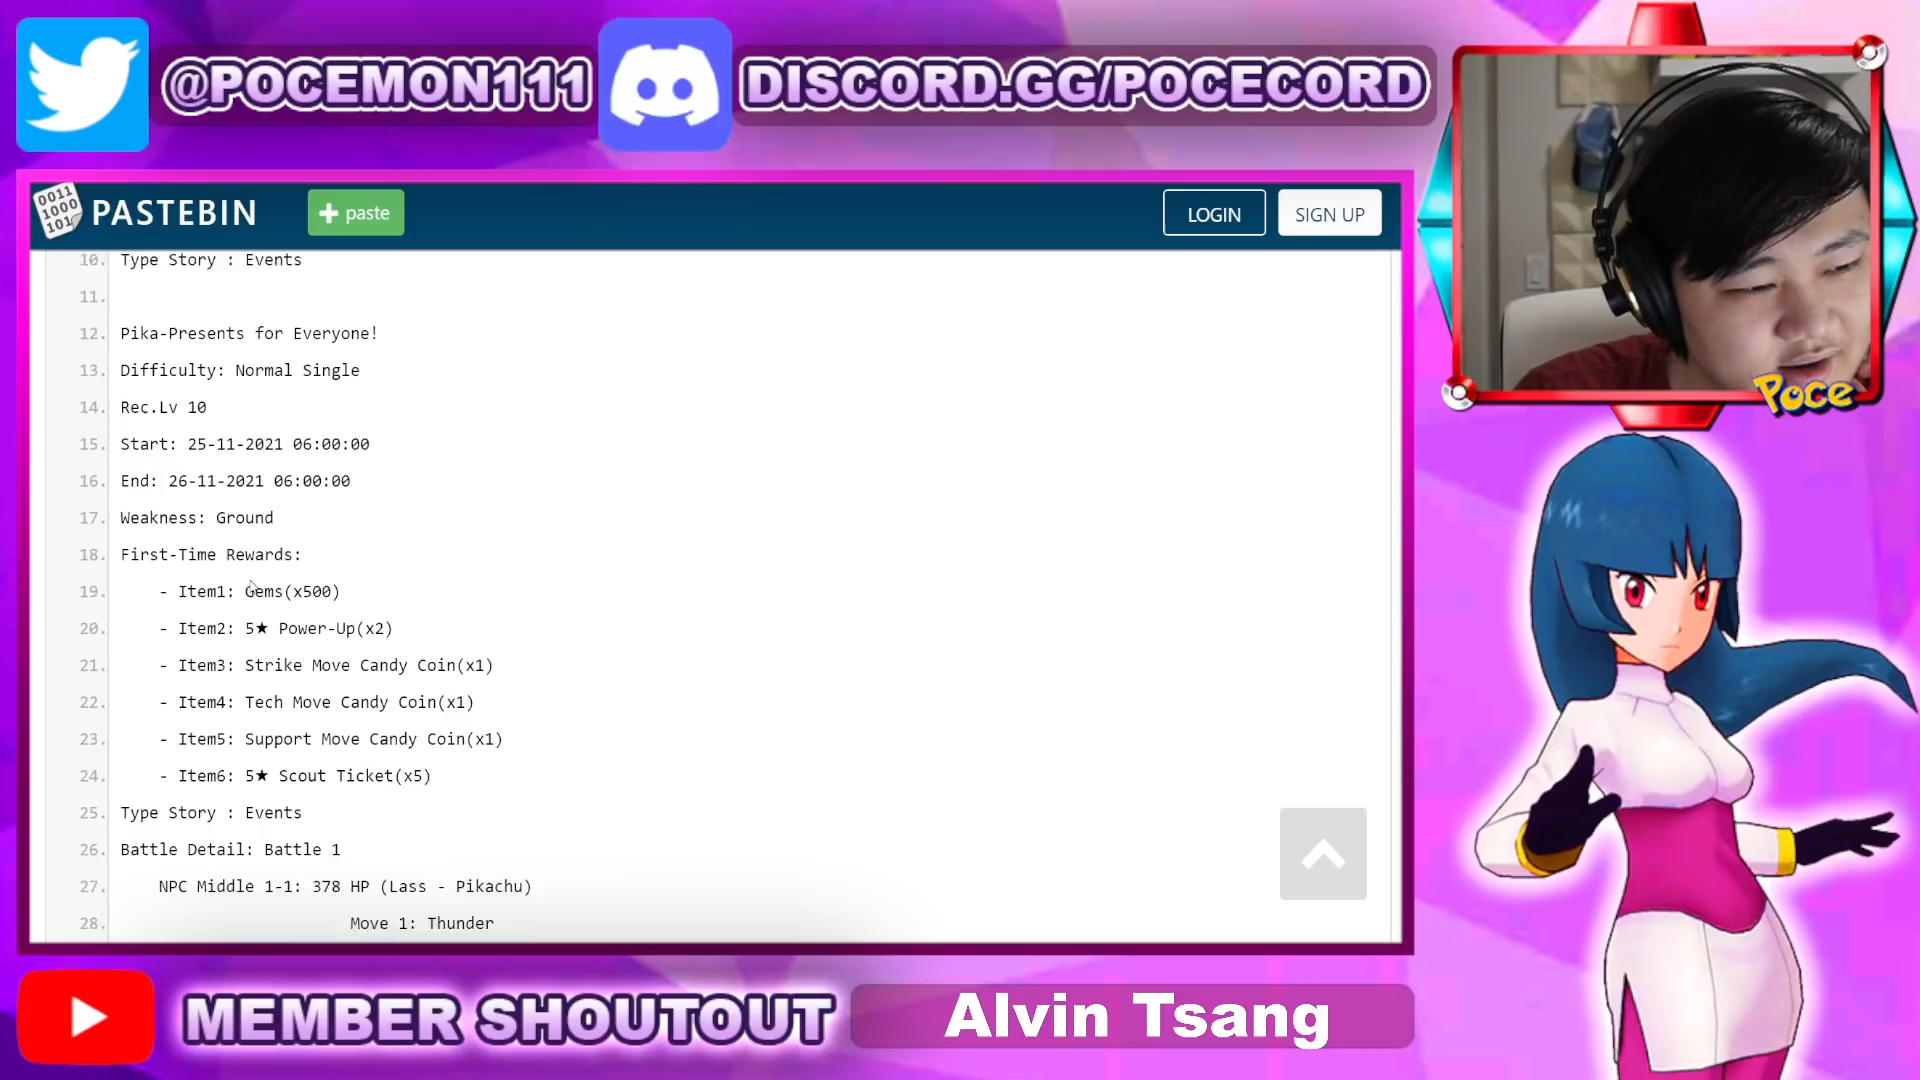 @POCEMON111 DISCORD.GG/POCECORD
0011
1000
101
PASTEBIN + paste LOGIN SIGN UP
10. Type Story : Events
11.
12. Pika-Presents for Everyone!
13. Difficulty: Normal Single
14. Rec.Lv 10
15. Start: 25-11-2021 06:00:00
16. End: 26-11-2021 06:00:00
17. Weakness: Ground
18. First-Time Rewards:
19. - Item1: Gems(x500)
20. - Item2: 5★ Power-Up(x2)
21. - Item3: Strike Move Candy Coin(x1)
22. - Item4: Tech Move Candy Coin(x1)
23. - Item5: Support Move Candy Coin(x1)
24. - Item6: 5★ Scout Ticket(x5)
25. Type Story : Events
26. Battle Detail: Battle 1
27. NPC Middle 1-1: 378 HP (Lass - Pikachu)
28. Move 1: Thunder
Poce
MEMBER SHOUTOUT Alvin Tsang